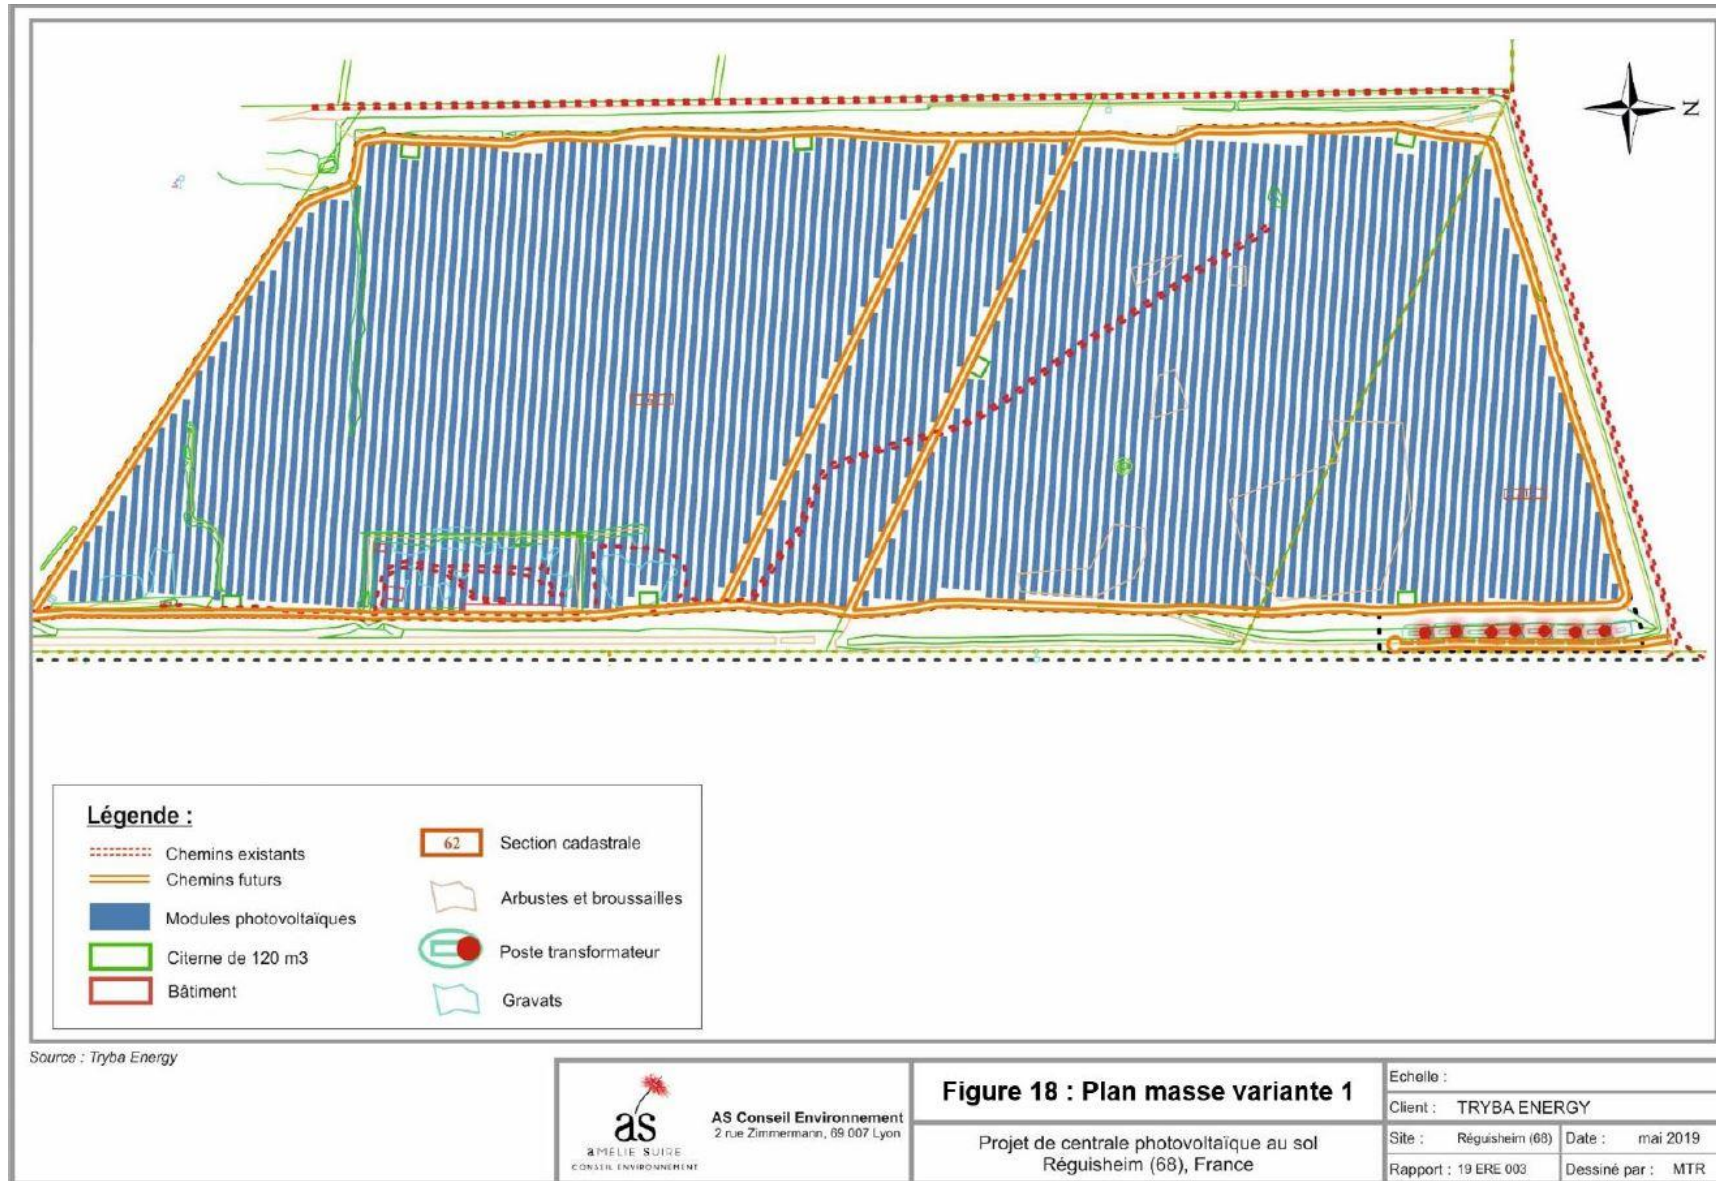 N
Légende :
Chemins existants
Chemins futurs
Modules photovoltaïques
Citerne de 120 m3
Bâtiment
62
Section cadastrale
Arbustes et broussailles
Poste transformateur
Gravats
Source : Tryba Energy
as
AMELIE SUIRE
CONSEIL ENVIRONNEMENT
AS Conseil Environnement
2 rue Zimmermann, 69 007 Lyon
Figure 18 : Plan masse variante 1
Projet de centrale photovoltaïque au sol
Réguisheim (68), France
Echelle :
Client : TRYBA ENERGY
Site : Réguisheim (68) Date : mai 2019
Rapport : 19 ERE 003 Dessiné par : MTR